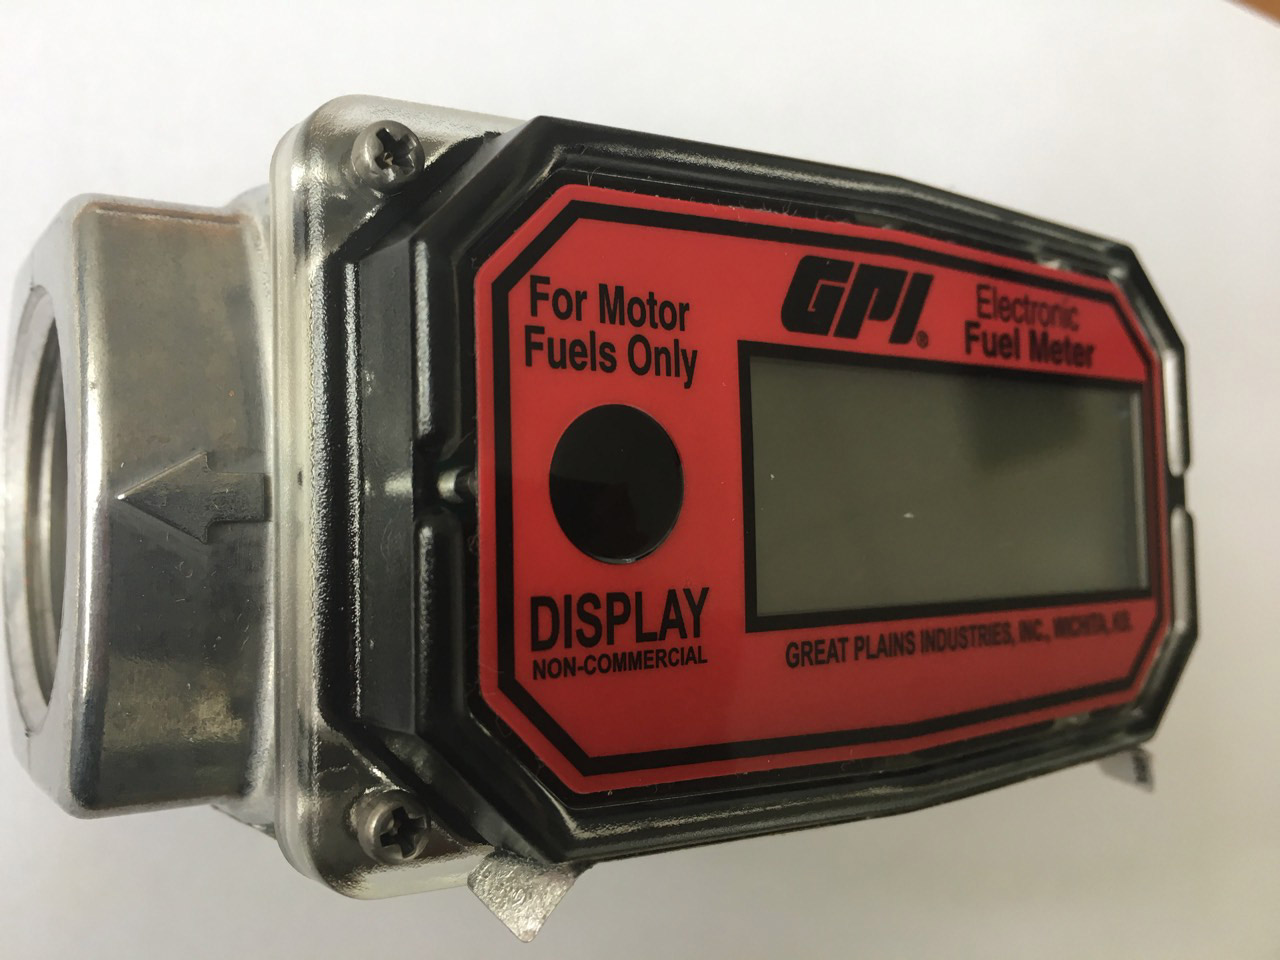 For Motor
Fuels Only
GPI®
Electronic
Fuel Meter
DISPLAY
NON-COMMERCIAL
GREAT PLAINS INDUSTRIES, INC., WICHITA, KS